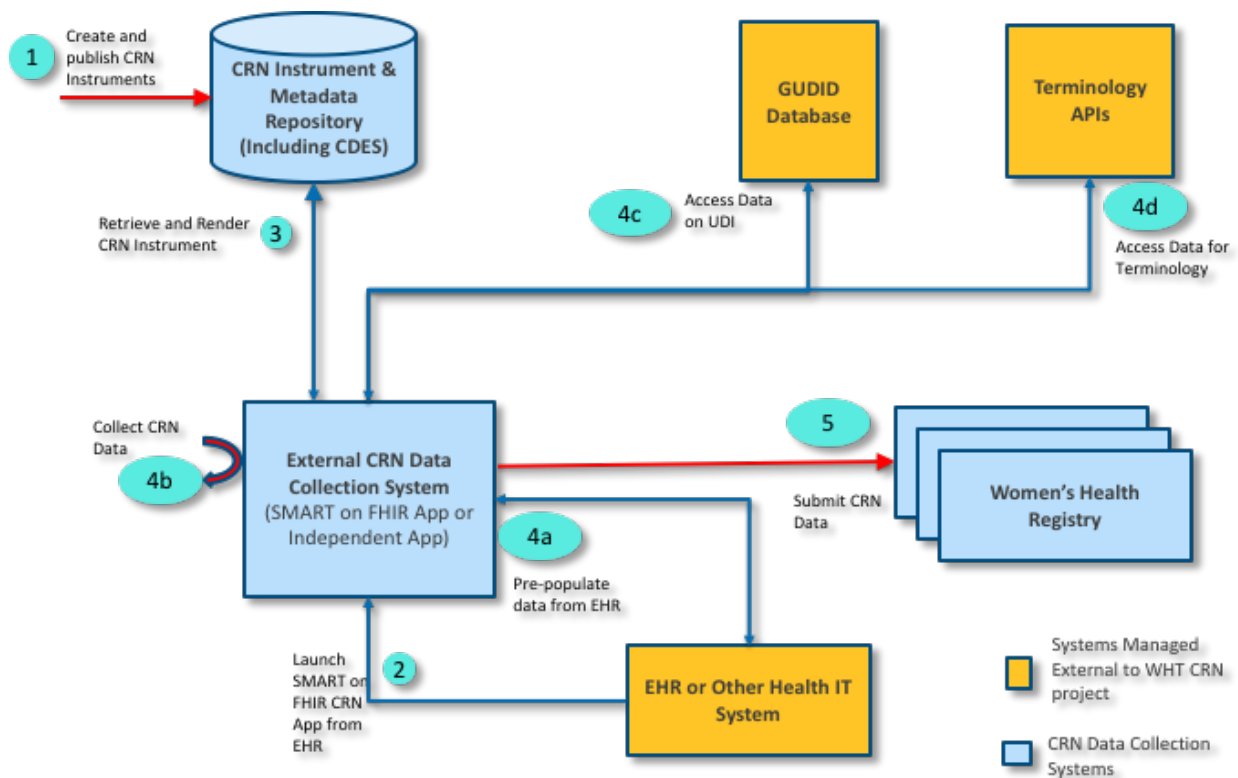 1
Create and
publish CRN
Instruments
CRN Instrument &
Metadata
Repository
(Including CDES)
GUDID
Database
Terminology
APIs
Retrieve and Render
CRN Instrument
3
4c
Access Data
on UDI
4d
Access Data for
Terminology
Collect CRN
Data
4b
External CRN Data
Collection System
(SMART on FHIR App or
Independent App)
5
Submit CRN
Data
Women's Health
Registry
4a
Pre-populate
data from EHR
Launch
SMART on
FHIR CRN
App from
EHR
2
EHR or Other Health IT
System
Systems Managed
External to WHT CRN
project
CRN Data Collection
Systems